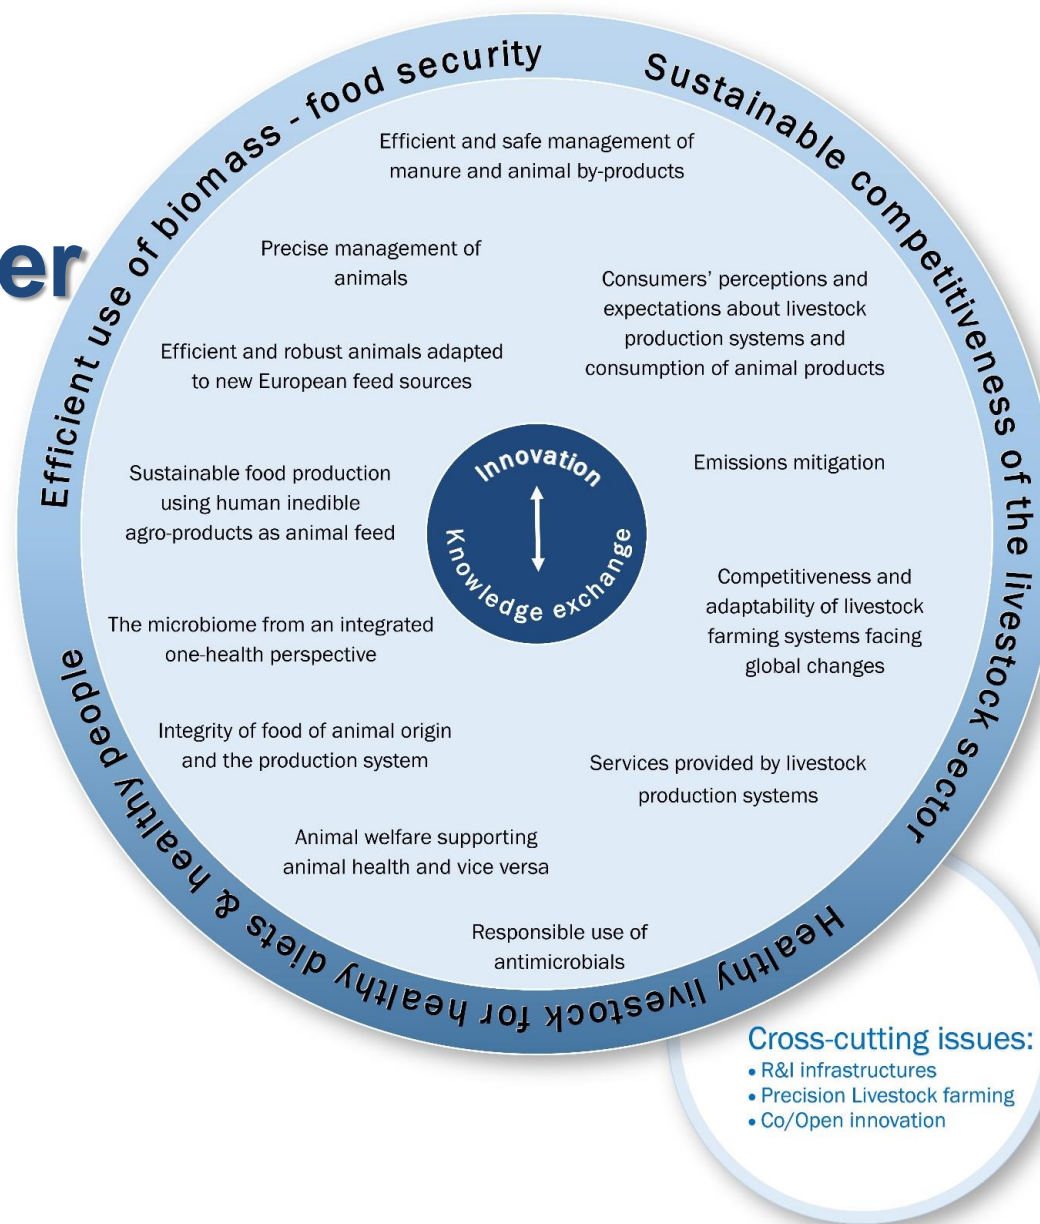 Efficient use of biomass - food security
Sustainable competitiveness of the livestock sector
Healthy livestock for healthy diets & healthy people
er
Efficient and safe management of
manure and animal by-products
Precise management of
animals
Consumers’ perceptions and
expectations about livestock
production systems and
consumption of animal products
Efficient and robust animals adapted
to new European feed sources
Sustainable food production
using human inedible
agro-products as animal feed
Innovation
Knowledge exchange
Emissions mitigation
Competitiveness and
adaptability of livestock
farming systems facing
global changes
The microbiome from an integrated
one-health perspective
Integrity of food of animal origin
and the production system
Services provided by livestock
production systems
Animal welfare supporting
animal health and vice versa
Responsible use of
antimicrobials
Cross-cutting issues:
• R&I infrastructures
• Precision Livestock farming
• Co/Open innovation